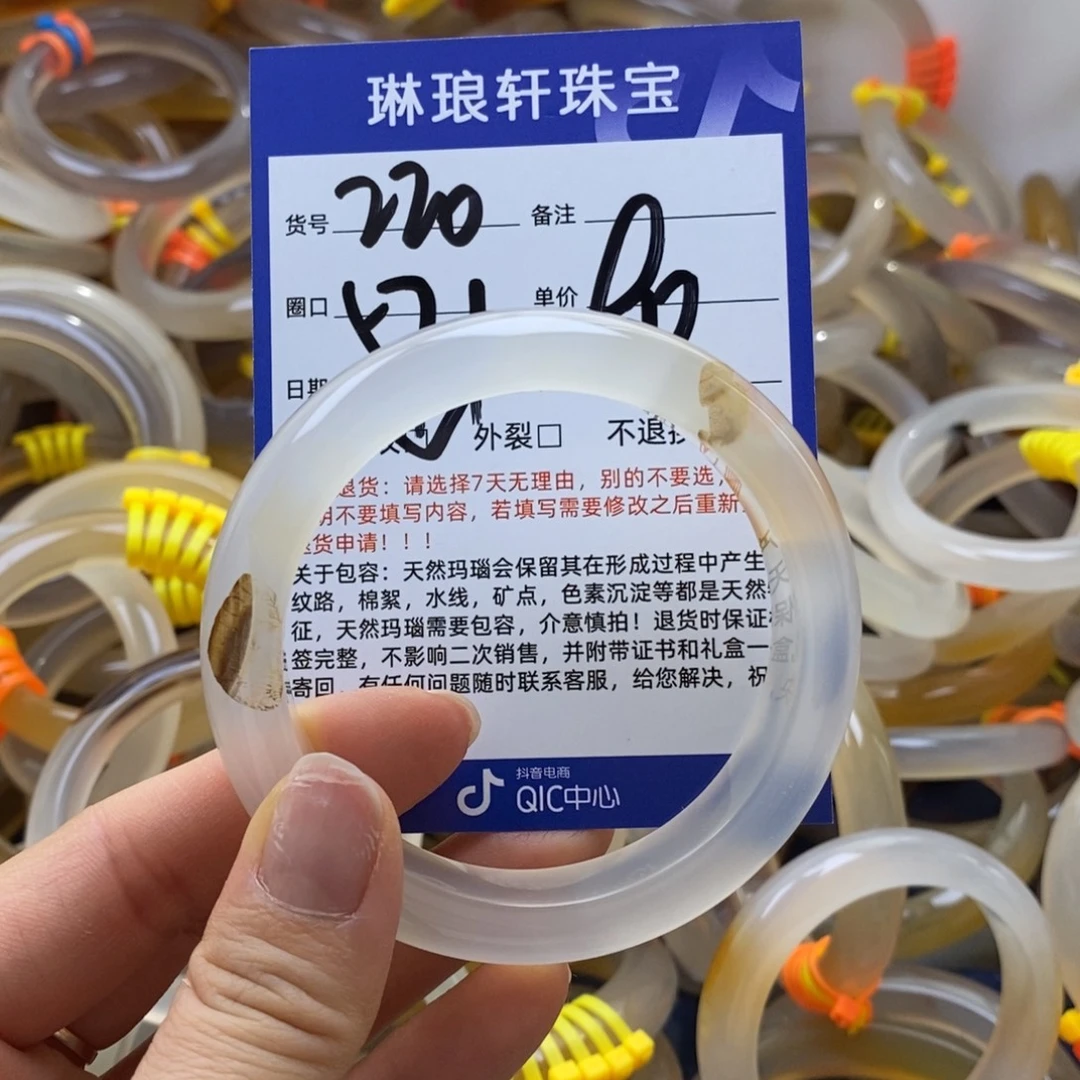 琳琅轩珠宝
货号 220 备注
圈口 单价
日期
外裂□ 不退换
退货：请选择7天无理由，别的不要选，
明不要填写内容，若填写需要修改之后重新
退货申请！！！
关于包容：天然玛瑙会保留其在形成过程中产生
纹路，棉絮，水线，矿点，色素沉淀等都是天然
征，天然玛瑙需要包容，介意慎拍！退货时保证
签完整，不影响二次销售，并附带证书和礼盒一
寄回，有任何问题随时联系客服，给您解决，祝
抖音电商
QIC中心